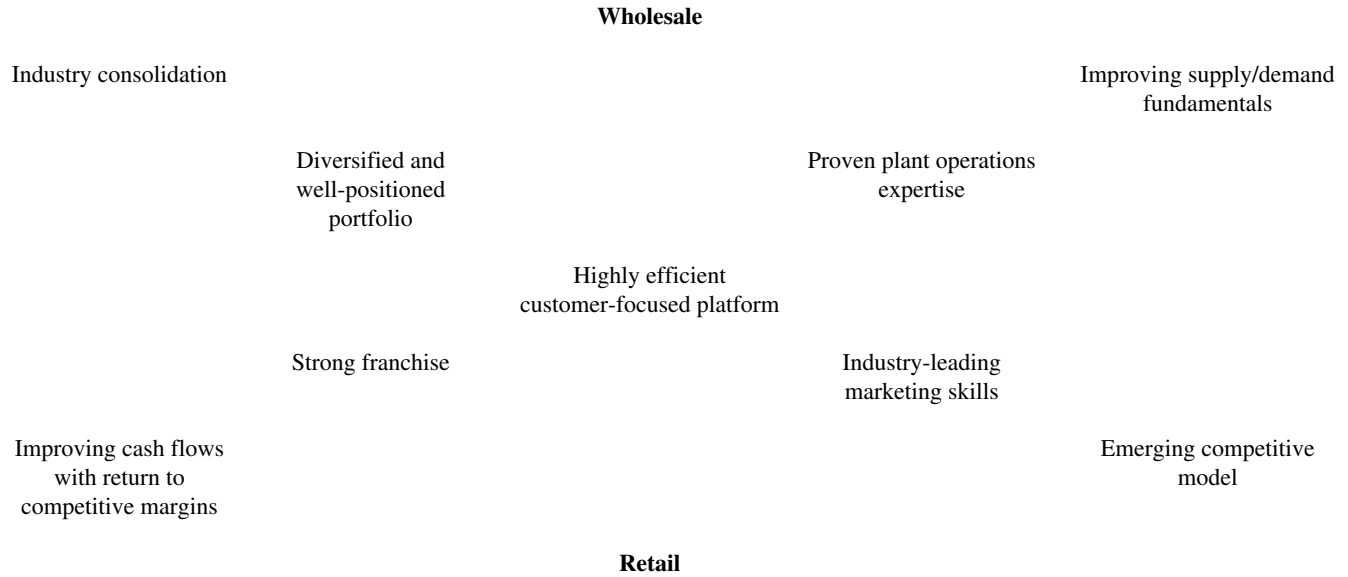 Wholesale
Industry consolidation
Improving supply/demand
fundamentals
Diversified and
well-positioned
portfolio
Proven plant operations
expertise
Highly efficient
customer-focused platform
Strong franchise
Industry-leading
marketing skills
Improving cash flows
with return to
competitive margins
Emerging competitive
model
Retail